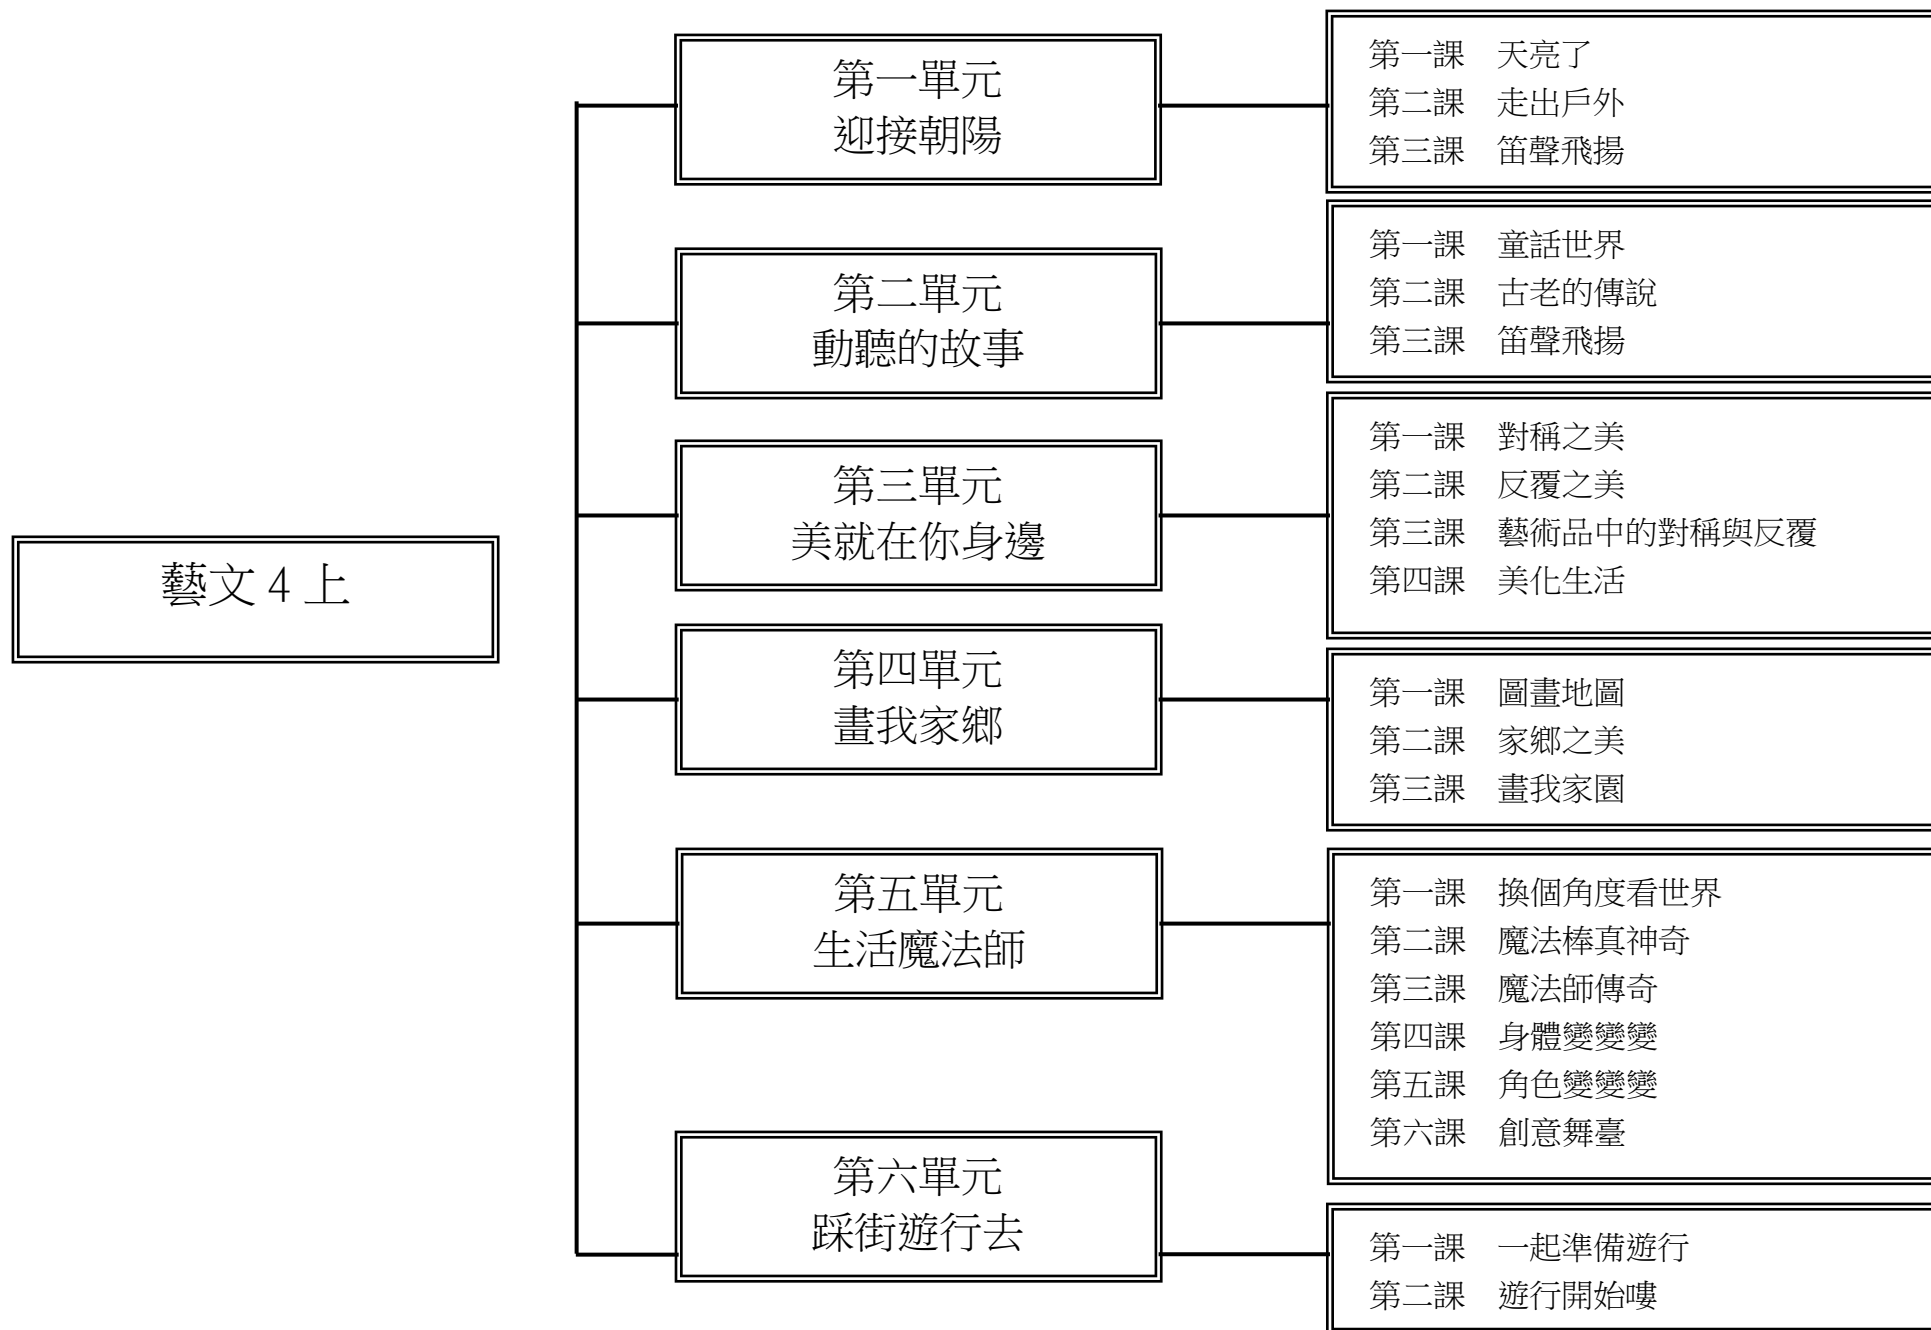 藝文4上
第一單元
迎接朝陽
第一課　天亮了
第二課　走出戶外
第三課　笛聲飛揚
第二單元
動聽的故事
第一課　童話世界
第二課　古老的傳說
第三課　笛聲飛揚
第三單元
美就在你身邊
第一課　對稱之美
第二課　反覆之美
第三課　藝術品中的對稱與反覆
第四課　美化生活
第四單元
畫我家鄉
第一課　圖畫地圖
第二課　家鄉之美
第三課　畫我家園
第五單元
生活魔法師
第一課　換個角度看世界
第二課　魔法棒真神奇
第三課　魔法師傳奇
第四課　身體變變變
第五課　角色變變變
第六課　創意舞臺
第六單元
踩街遊行去
第一課　一起準備遊行
第二課　遊行開始嘍